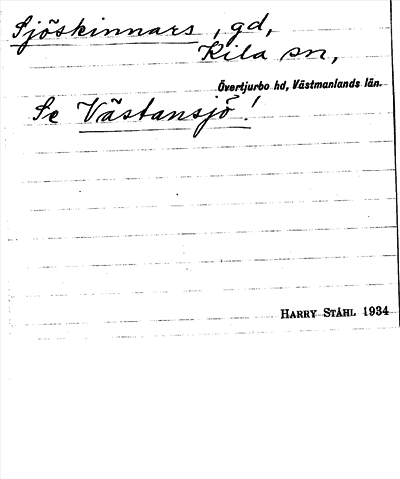 Sjöskinnars, gd,
Kila sn,
Övertjurbo hd, Västmanlands län.
Se Västansjö!
HARRY STÅHL 1934